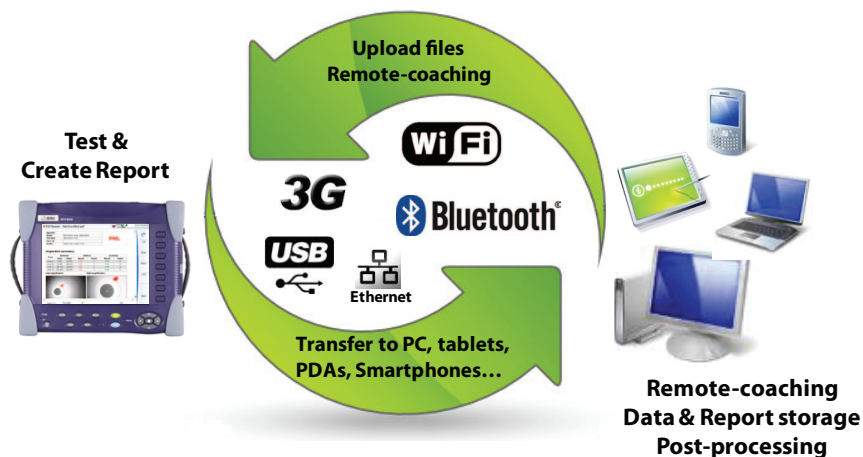 Upload files
Remote-coaching
Test &
Create Report
WiFi
3G
Bluetooth®
USB
Ethernet
Transfer to PC, tablets,
PDAs, Smartphones...
Remote-coaching
Data & Report storage
Post-processing
FAIL